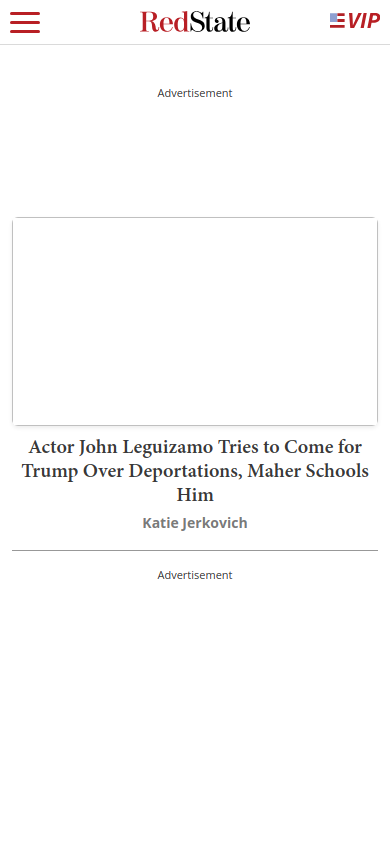 RedState
VIP
Advertisement
Actor John Leguizamo Tries to Come for
Trump Over Deportations, Maher Schools
Him
Katie Jerkovich
Advertisement